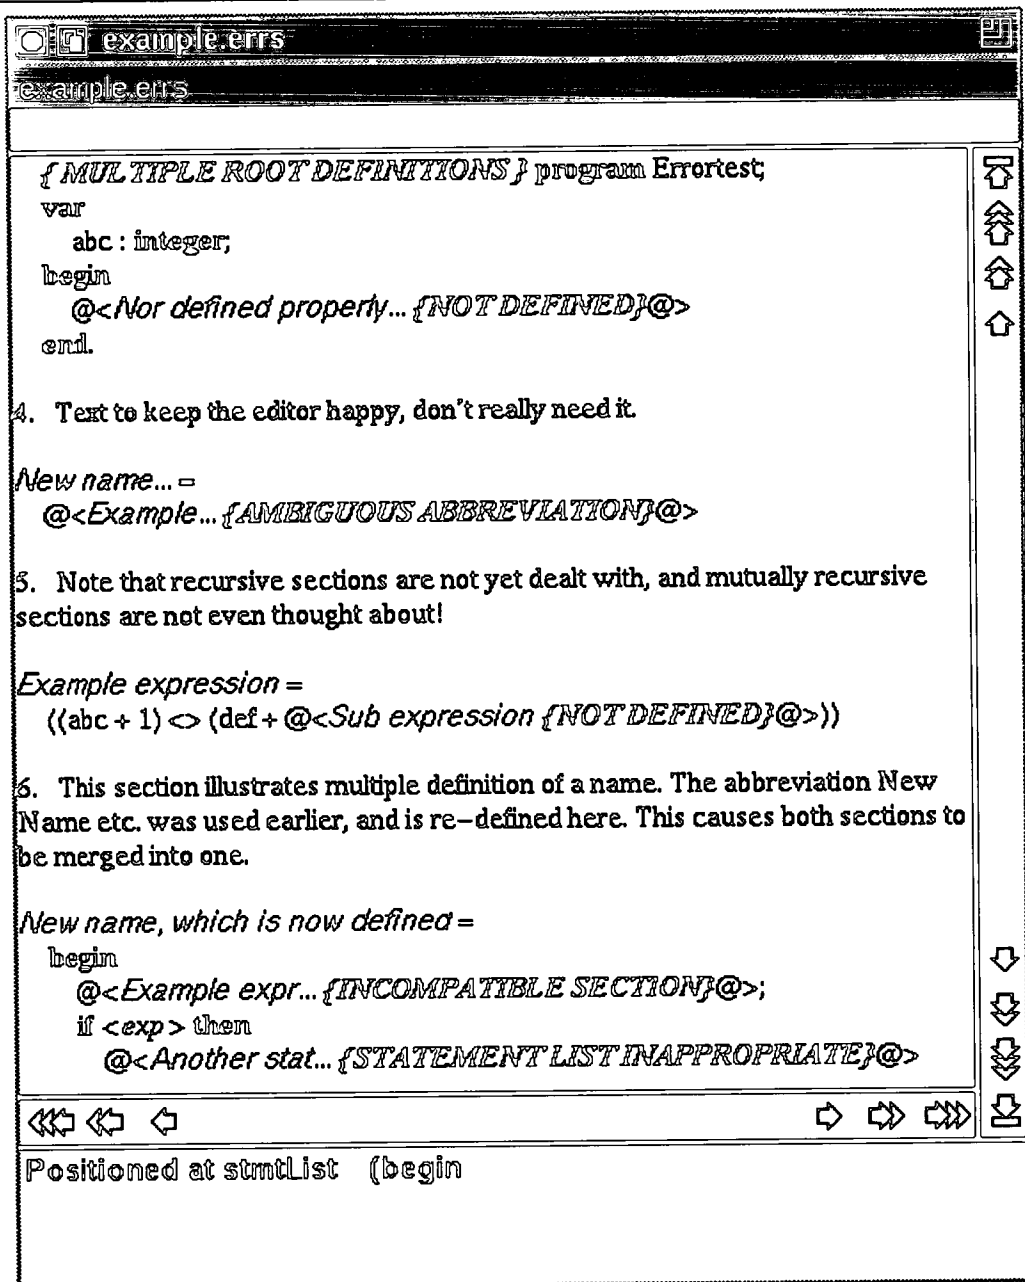 example.errs
example.errs
{ MULTIPLE ROOT DEFINITIONS } program Errortest;
var
abc : integer;
begin
@<Nor defined properly... {NOT DEFINED}@>
end.
4. Text to keep the editor happy, don't really need it.
New name... =
@<Example... {AMBIGUOUS ABBREVIATION}@>
5. Note that recursive sections are not yet dealt with, and mutually recursive
sections are not even thought about!
Example expression =
((abc + 1) <> (def + @<Sub expression {NOT DEFINED}@>))
6. This section illustrates multiple definition of a name. The abbreviation New
Name etc. was used earlier, and is re-defined here. This causes both sections to
be merged into one.
New name, which is now defined =
begin
@<Example expr... {INCOMPATIBLE SECTION}@>;
if <exp> then
@<Another stat... {STATEMENT LIST INAPPROPRIATE}@>
Positioned at stmtList (begin